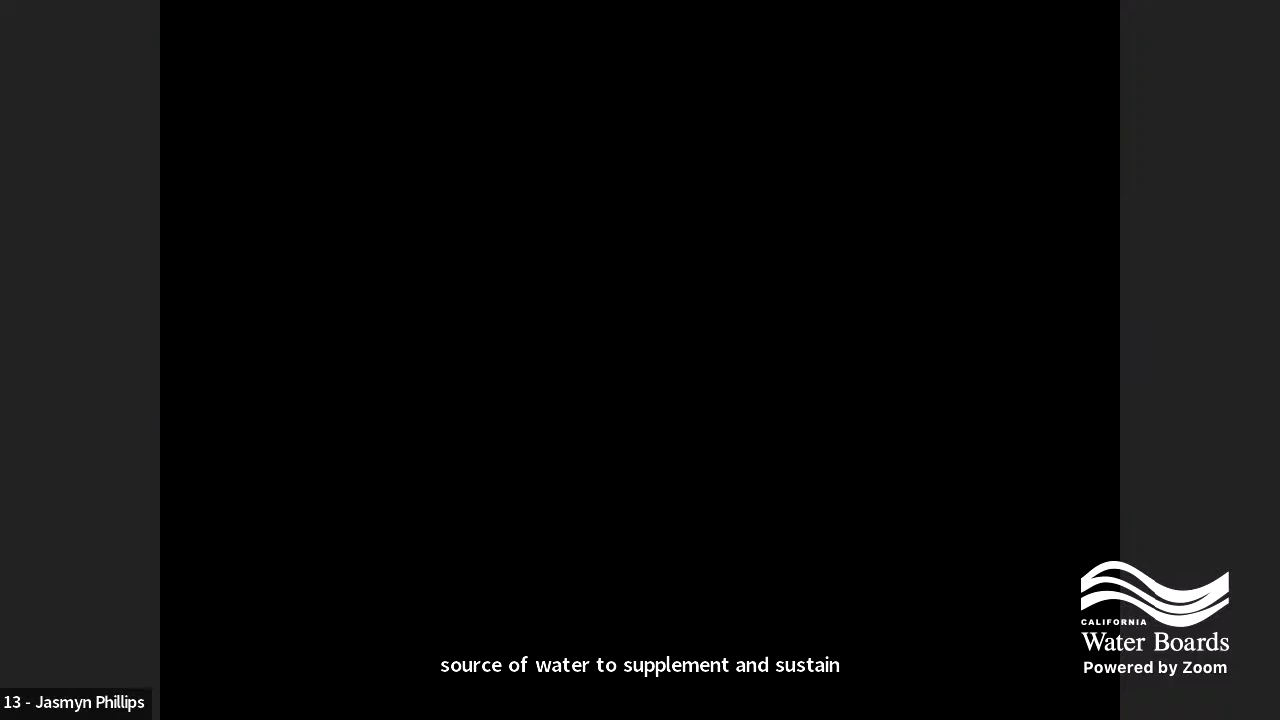 CALIFORNIA
Water Boards
source of water to supplement and sustain
Powered by Zoom
13 - Jasmyn Phillips